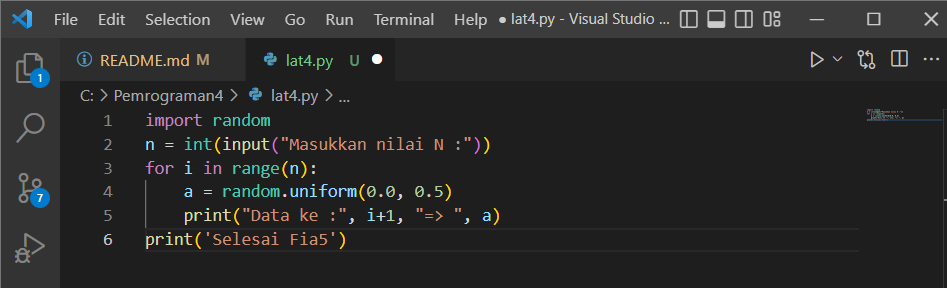 File Edit Selection View Go Run Terminal Help ● lat4.py - Visual Studio ...
README.md M lat4.py U ●
C: > Pemrograman4 > lat4.py > ...
1 import random
2 n = int(input("Masukkan nilai N :"))
3 for i in range(n):
4     a = random.uniform(0.0, 0.5)
5     print("Data ke :", i+1, "=> ", a)
6 print('Selesai Fia5')
1
7